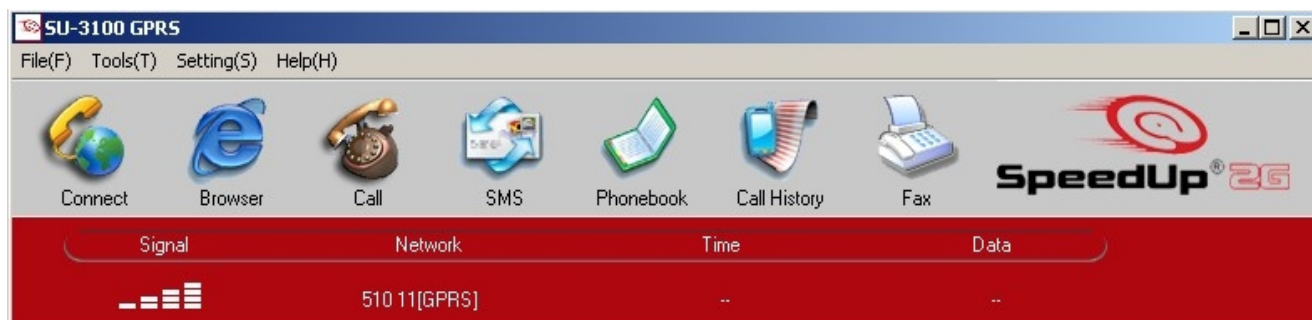 SU-3100 GPRS
File(F) Tools(T) Setting(S) Help(H)
Connect Browser Call SMS Phonebook Call History Fax SpeedUp® 2G
Signal Network Time Data
510 11[GPRS] -- --